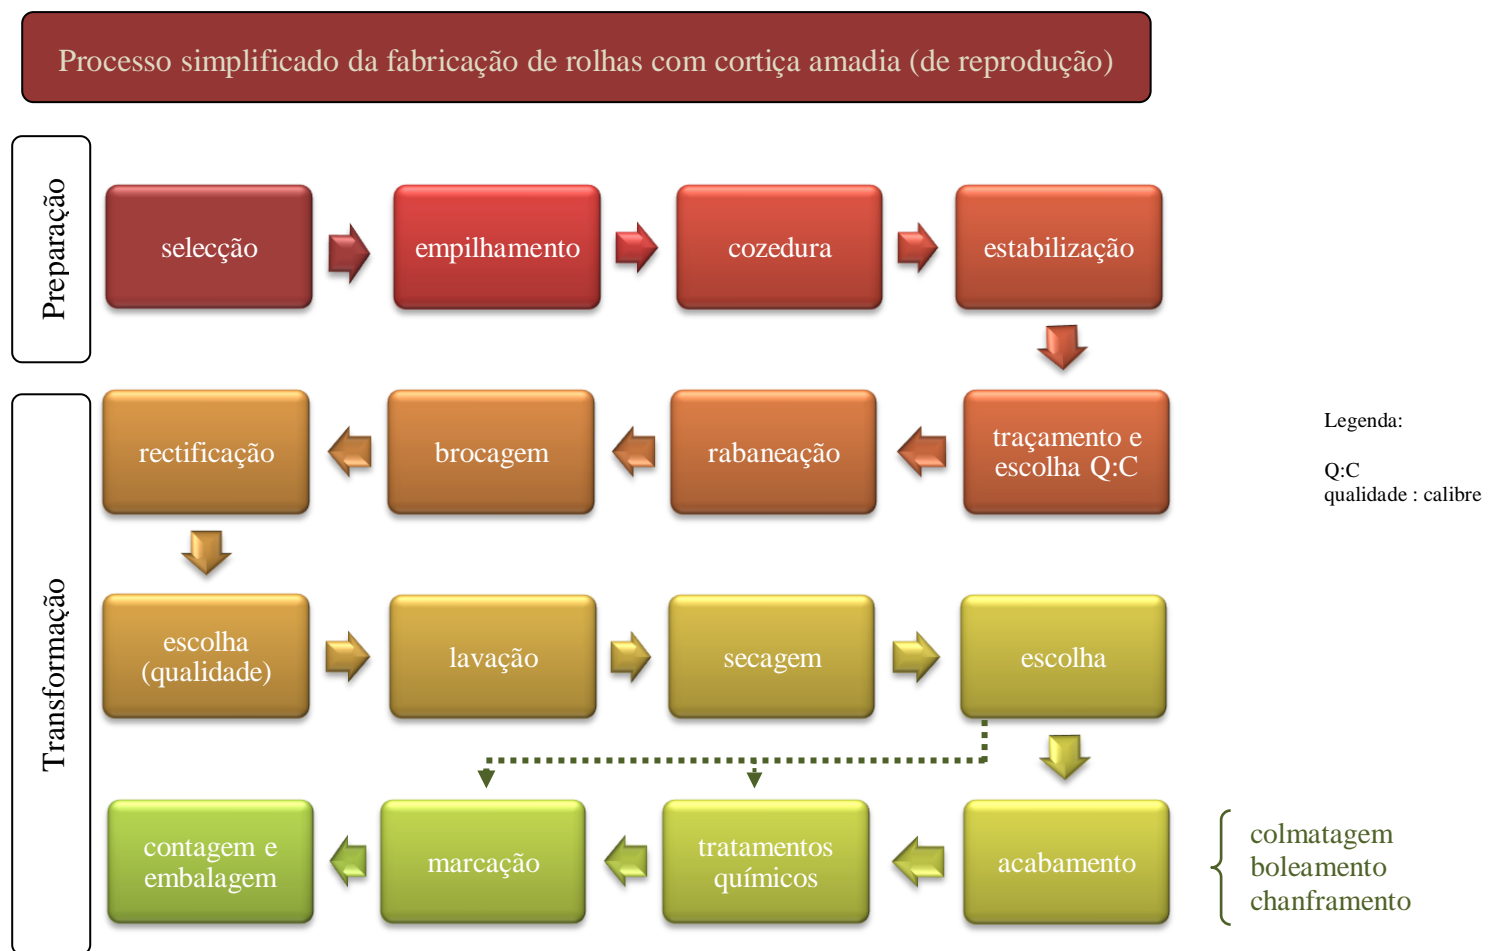 Processo simplificado da fabricação de rolhas com cortiça amadia (de reprodução)
Preparação
selecção
empilhamento
cozedura
estabilização
Transformação
rectificação
brocagem
rabaneação
traçamento e
escolha Q:C
Legenda:
Q:C
qualidade : calibre
escolha
(qualidade)
lavação
secagem
escolha
contagem e
embalagem
marcação
tratamentos
químicos
acabamento
colmatagem
boleamento
chanframento